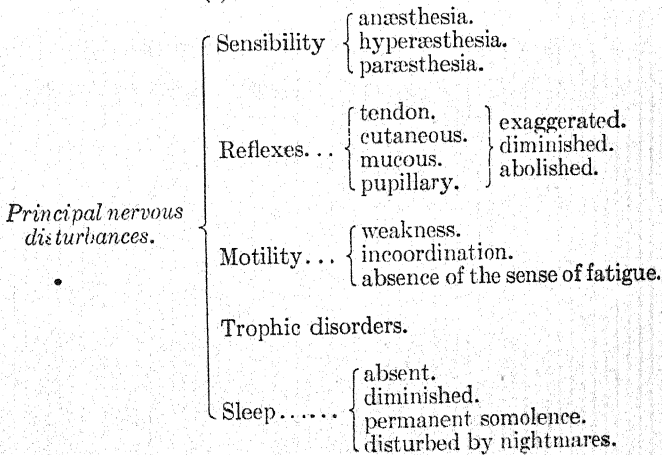 Sensibility
anæsthesia.
hyperæsthesia.
paræsthesia.
Reflexes...
tendon.
cutaneous.
mucous.
pupillary.
exaggerated.
diminished.
abolished.
Principal nervous
disturbances.
Motility...
weakness.
incoordination.
absence of the sense of fatigue.
Trophic disorders.
Sleep......
absent.
diminished.
permanent somolence.
disturbed by nightmares.